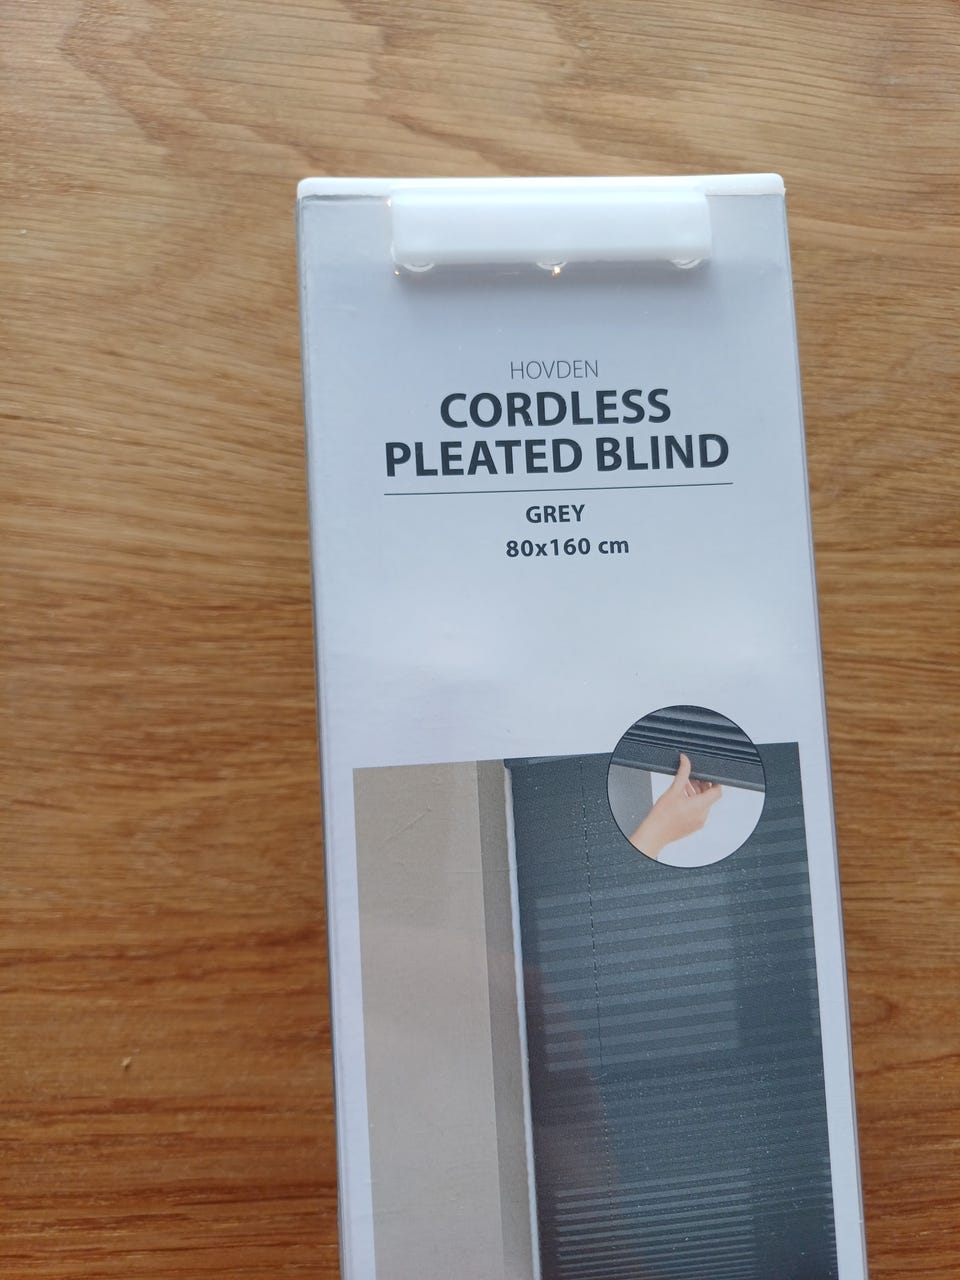 HOVDEN
CORDLESS
PLEATED BLIND
GREY
80x160 cm